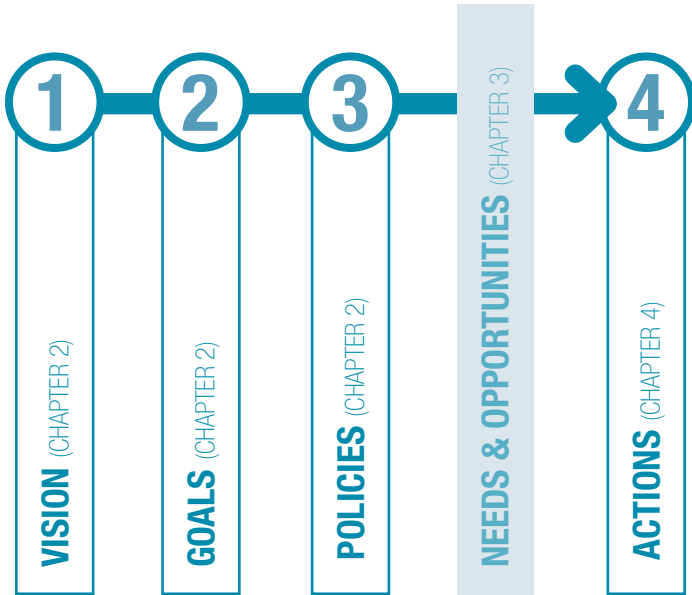 1
2
3
4
VISION (CHAPTER 2)
GOALS (CHAPTER 2)
POLICIES (CHAPTER 2)
NEEDS & OPPORTUNITIES (CHAPTER 3)
ACTIONS (CHAPTER 4)